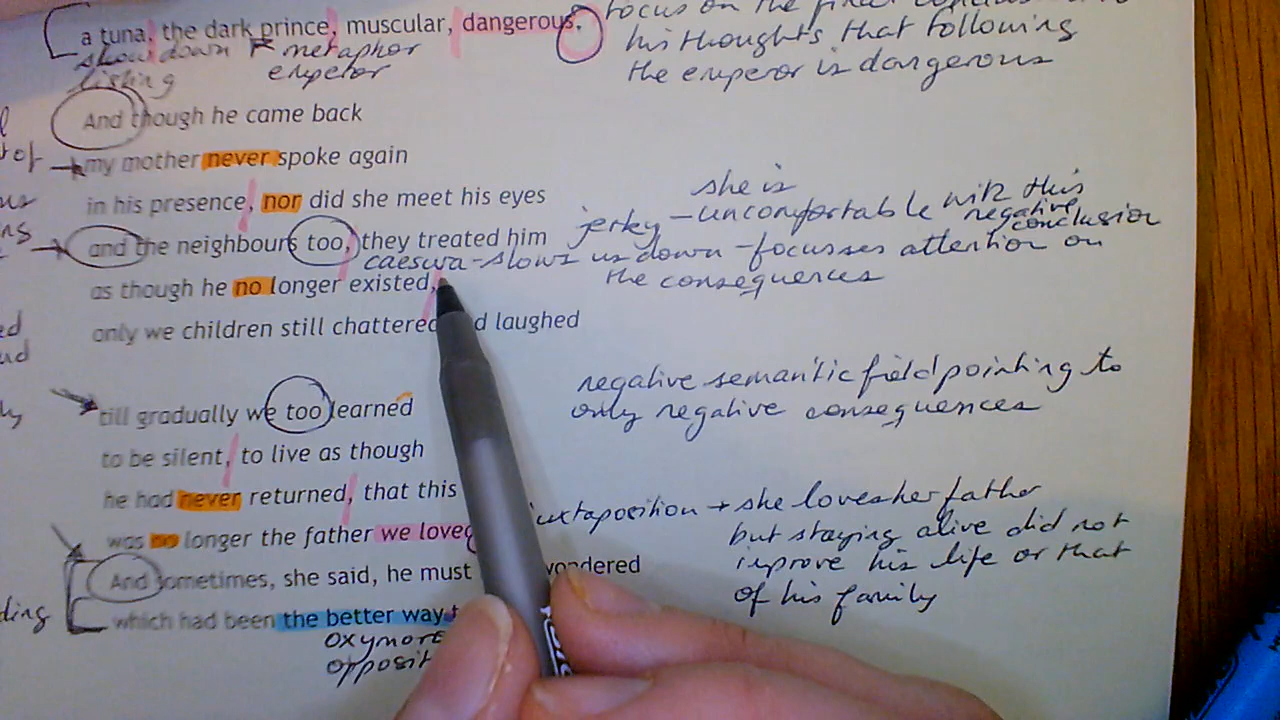 a tuna, the dark prince, muscular, dangerous.
focus on the final
his thoughts that following
the emperor is dangerous
slow down metaphor
fishing emperor
And though he came back
my mother never spoke again
in his presence, nor did she meet his eyes
she is
jerky - uncomfortable with this
negative
conclusion
and the neighbours too, they treated him
caesura - slows us down - focusses attention on
the consequences
as though he no longer existed,
only we children still chattered laughed
till gradually we too learned
negative semantic field pointing to
only negative consequences
to be silent, to live as though
he had never returned, that this
juxtaposition → she loves her father
was no longer the father we loved
but staying alive did not
improve his life or that
of his family
And sometimes, she said, he must wondered
which had been the better way t
ding
oxymor
opposit